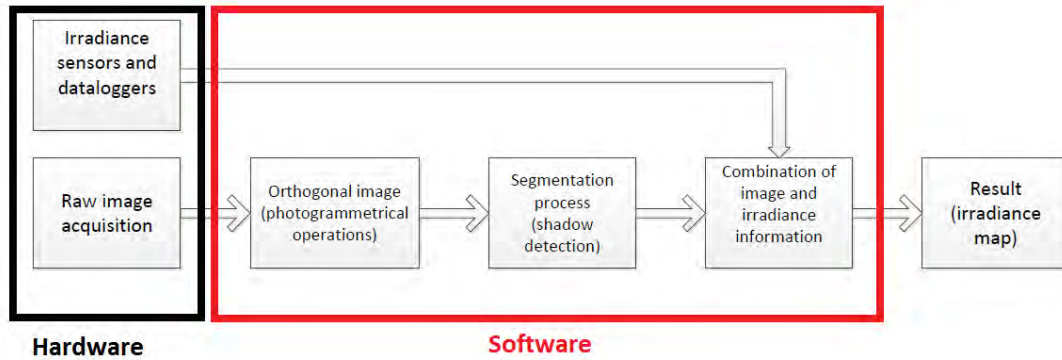 Irradiance
sensors and
dataloggers
Raw image
acquisition
Orthogonal image
(photogrammetrical
operations)
Segmentation
process
(shadow
detection)
Combination of
image and
irradiance
information
Result
(irradiance
map)
Hardware
Software